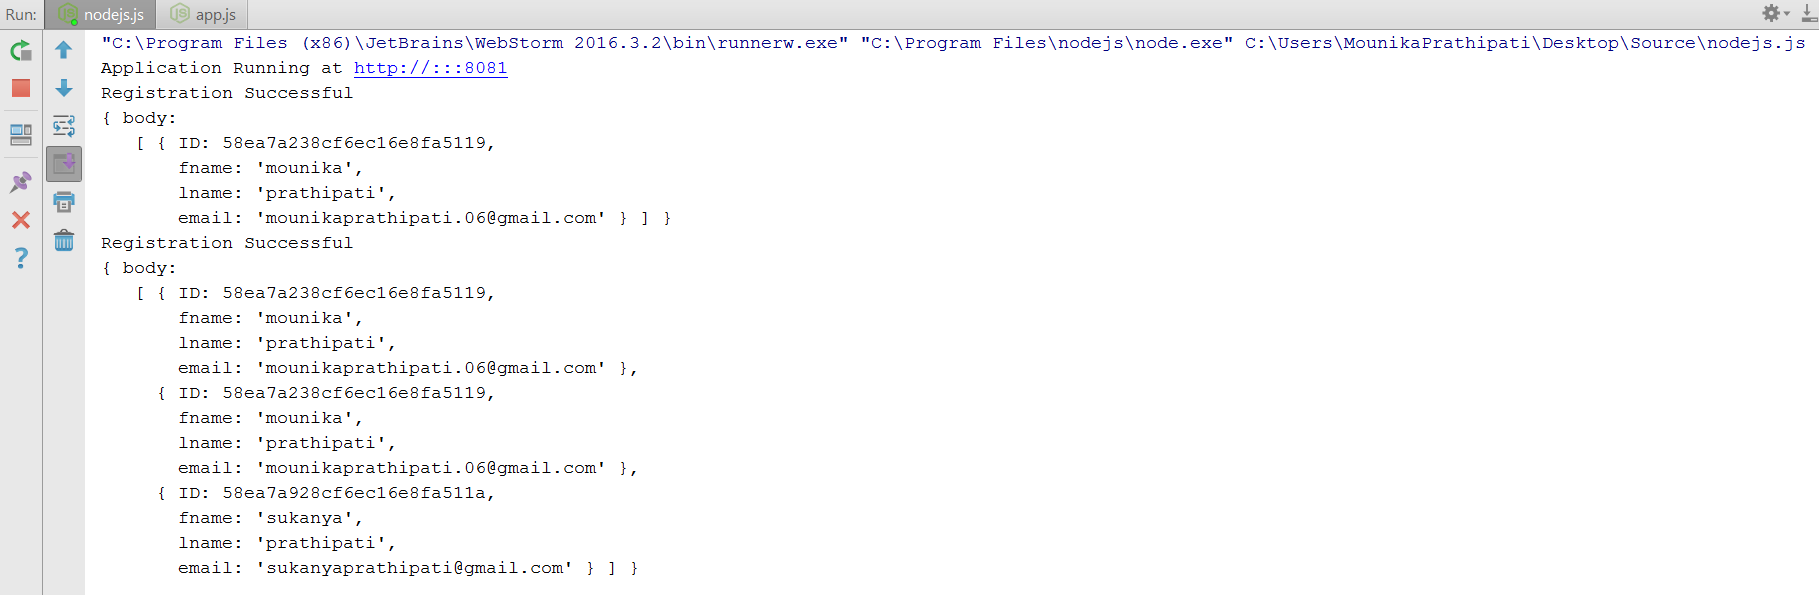 Run: nodejs.js app.js
"C:\Program Files (x86)\JetBrains\WebStorm 2016.3.2\bin\runnerw.exe" "C:\Program Files\nodejs\node.exe" C:\Users\MounikaPrathipati\Desktop\Source\nodejs.js
Application Running at http://:::8081
Registration Successful
{ body:
   [ { ID: 58ea7a238cf6ec16e8fa5119,
       fname: 'mounika',
       lname: 'prathipati',
       email: 'mounikaprathipati.06@gmail.com' } ] }
Registration Successful
{ body:
   [ { ID: 58ea7a238cf6ec16e8fa5119,
       fname: 'mounika',
       lname: 'prathipati',
       email: 'mounikaprathipati.06@gmail.com' },
     { ID: 58ea7a238cf6ec16e8fa5119,
       fname: 'mounika',
       lname: 'prathipati',
       email: 'mounikaprathipati.06@gmail.com' },
     { ID: 58ea7a928cf6ec16e8fa511a,
       fname: 'sukanya',
       lname: 'prathipati',
       email: 'sukanyaprathipati@gmail.com' } ] }